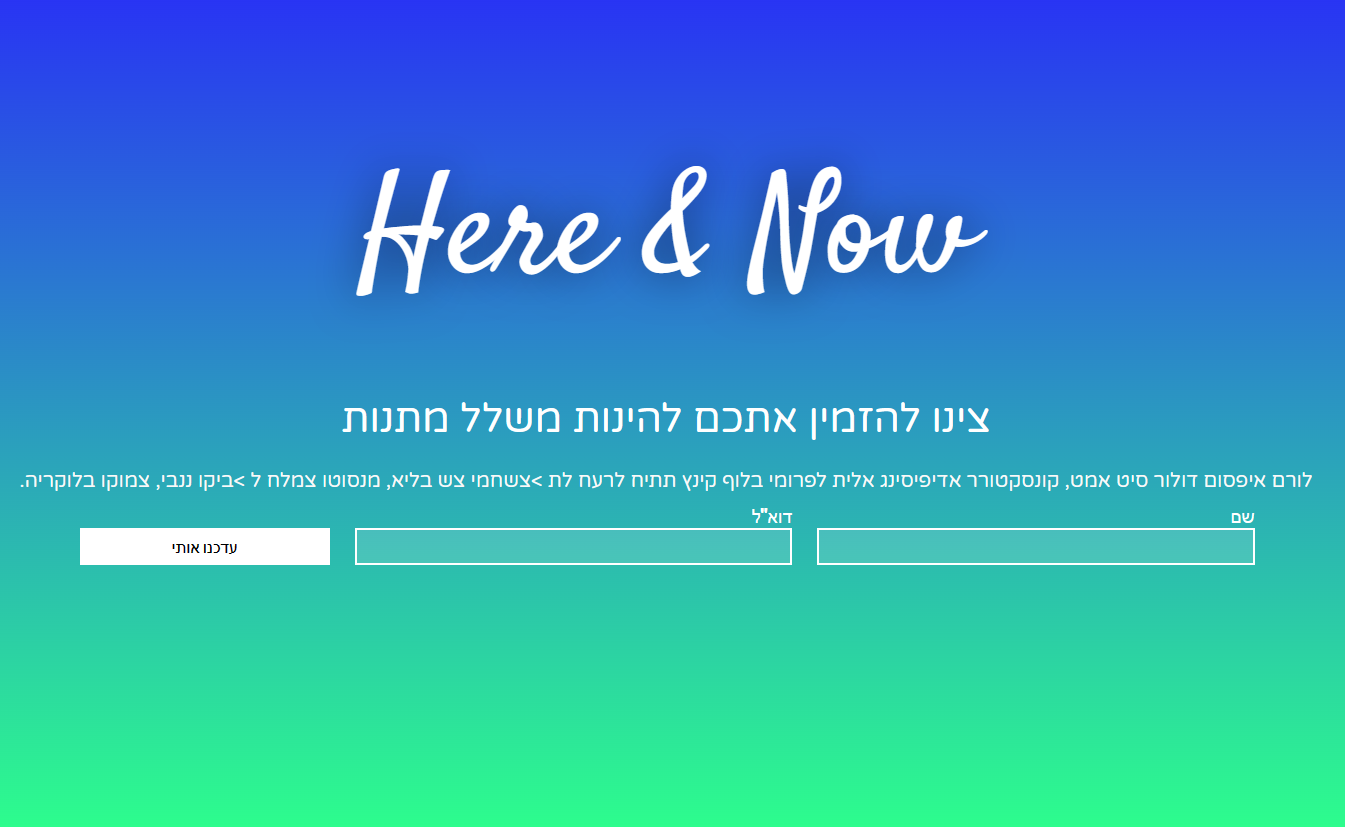 Here & Now
צינו להזמין אתכם להינות משלל מתנות
לורם איפסום דולור סיט אמט, קונסקטורר אדיפיסינג אלית לפרומי בלוף קינץ תתיח לרעח לת >צשחמי צש בליא, מנסוטו צמלח ל >ביקו ננבי, צמוקו בלוקריה.
שם
דוא"ל
עדכנו אותי